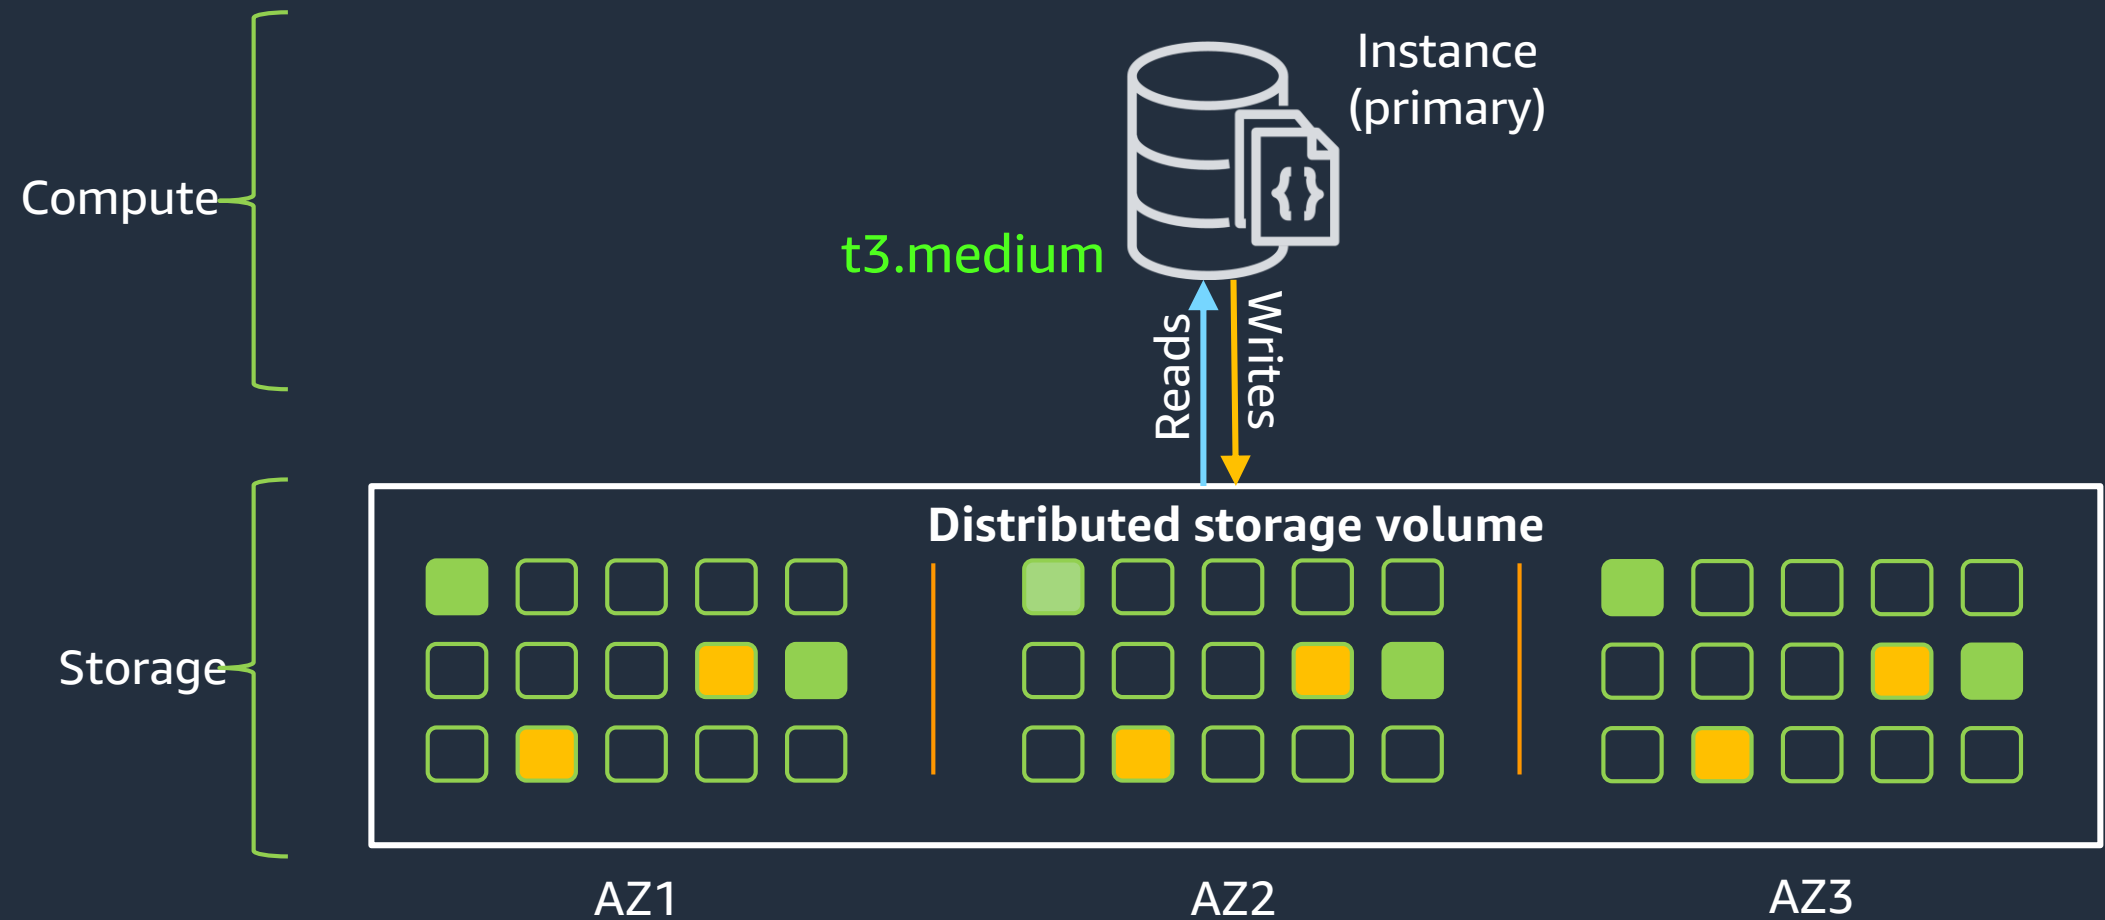 Instance
(primary)
Compute
t3.medium
Reads
Writes
{}
Distributed storage volume
Storage
AZ1
AZ2
AZ3